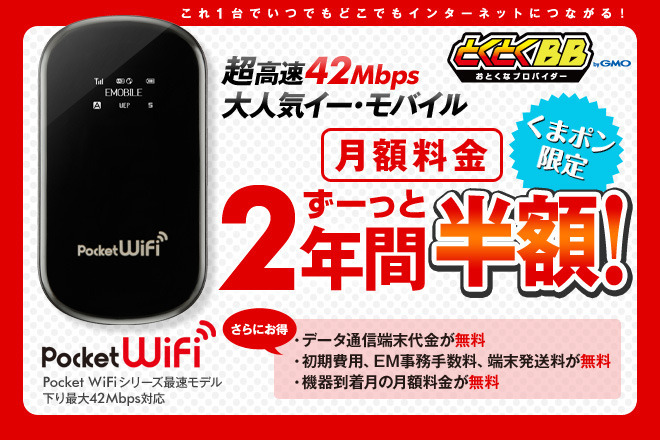 これ1台でいつでもどこでもインターネットにつながる!
超高速42Mbps
大人気イー・モバイル
とくとくBB
おとくなプロバイダー
by GMO
くまポン
限定
月額料金
ずーっと
2年間半額!
EMOBILE
A WEP 5
Pocket WiFi
さらにお得
・データ通信端末代金が無料
・初期費用、EM事務手数料、端末発送料が無料
・機器到着月の月額料金が無料
Pocket WiFi
Pocket WiFiシリーズ最速モデル
下り最大42Mbps対応